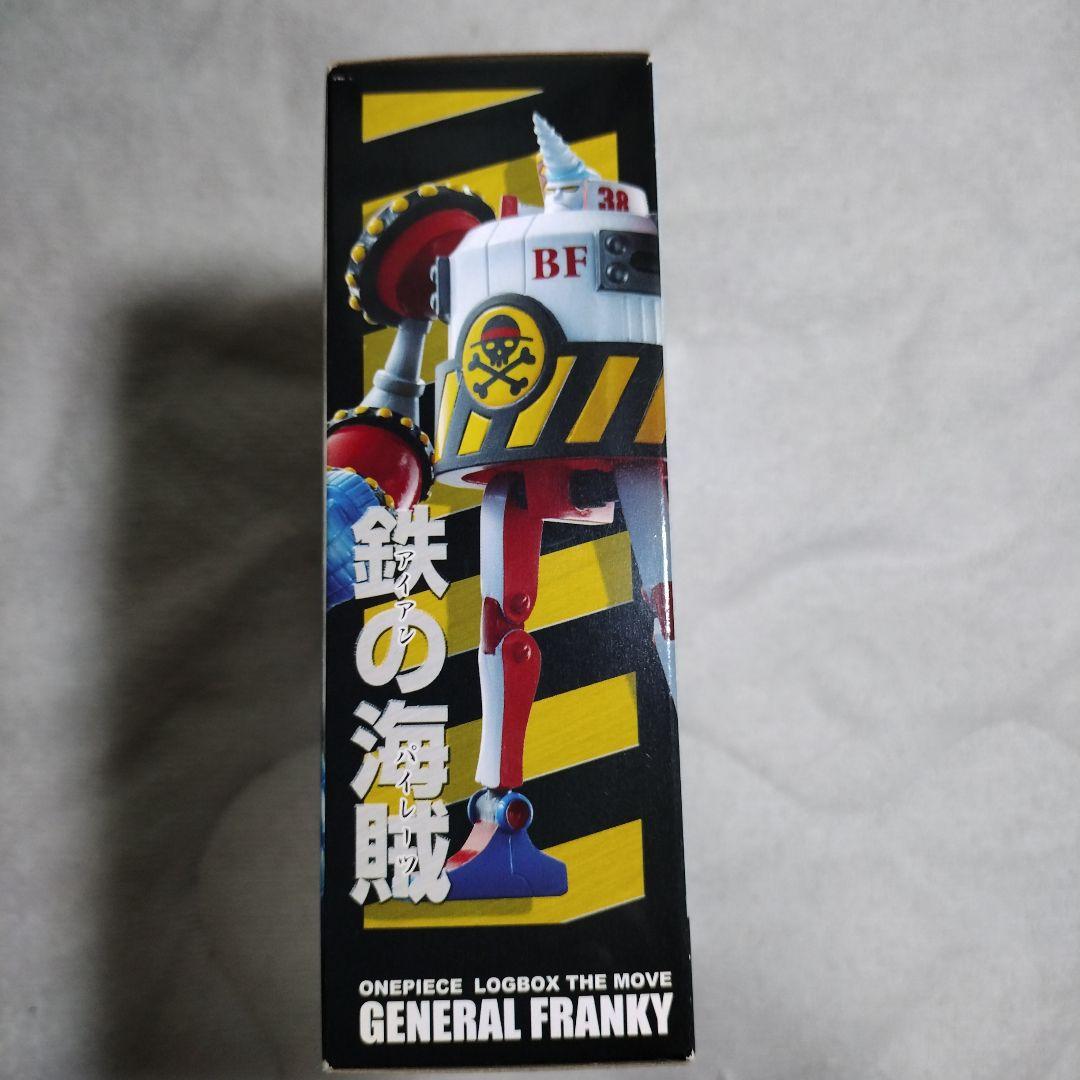 38
BF
鉄の海賊
アイアン パイレーツ
ONEPIECE LOGBOX THE MOVE
GENERAL FRANKY